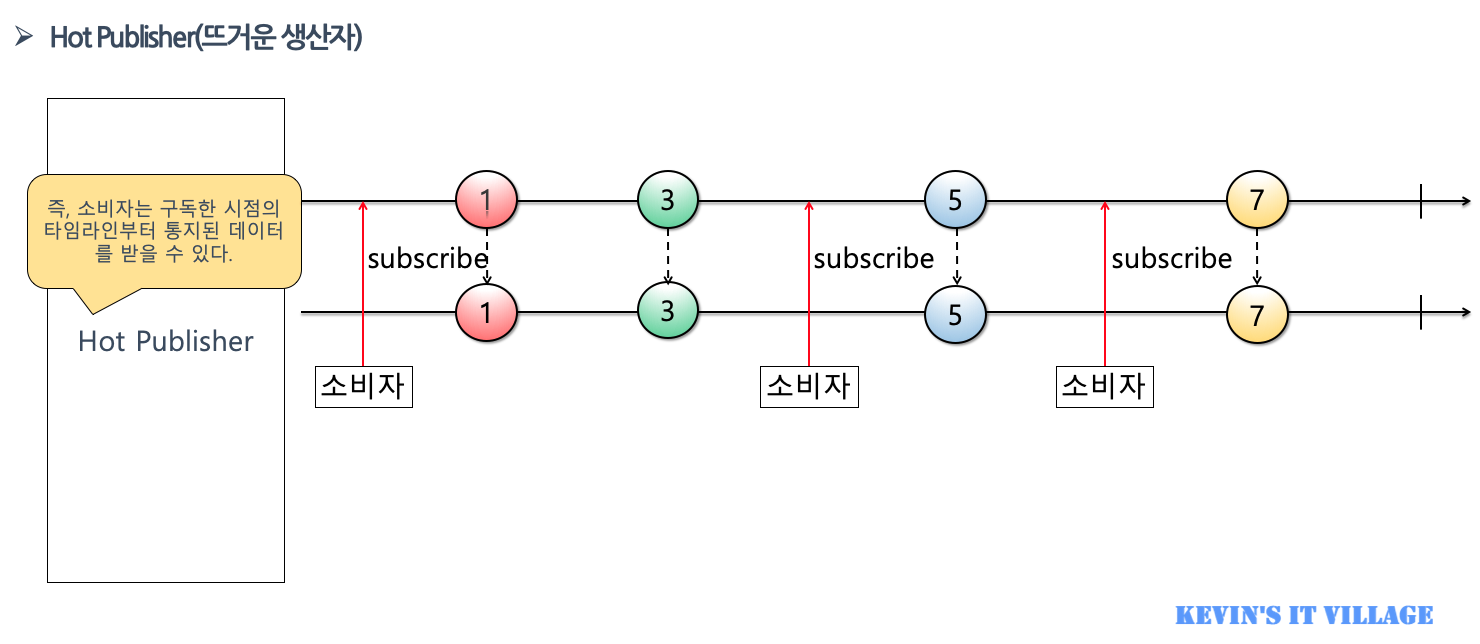 Hot Publisher(뜨거운 생산자)
즉, 소비자는 구독한 시점의
타임라인부터 통지된 데이터
를 받을 수 있다.
Hot Publisher
1
3
5
7
subscribe
subscribe
subscribe
1
3
5
7
소비자
소비자
소비자
KEVIN'S IT VILLAGE